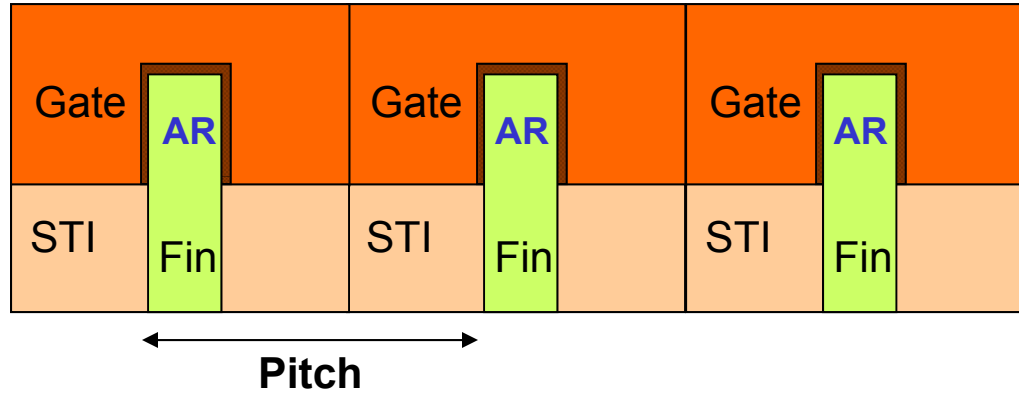 Gate AR Gate AR Gate AR
STI Fin STI Fin STI Fin
Pitch